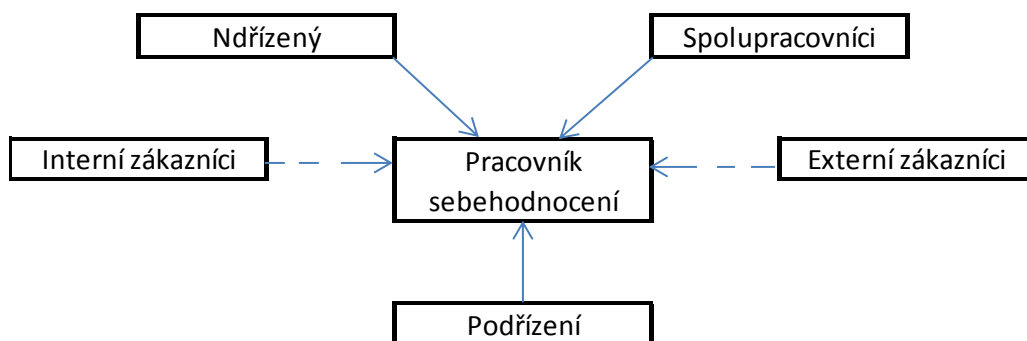 Ndřízený
Spolupracovníci
Interní zákazníci
Pracovník
sebehodnocení
Externí zákazníci
Podřízení